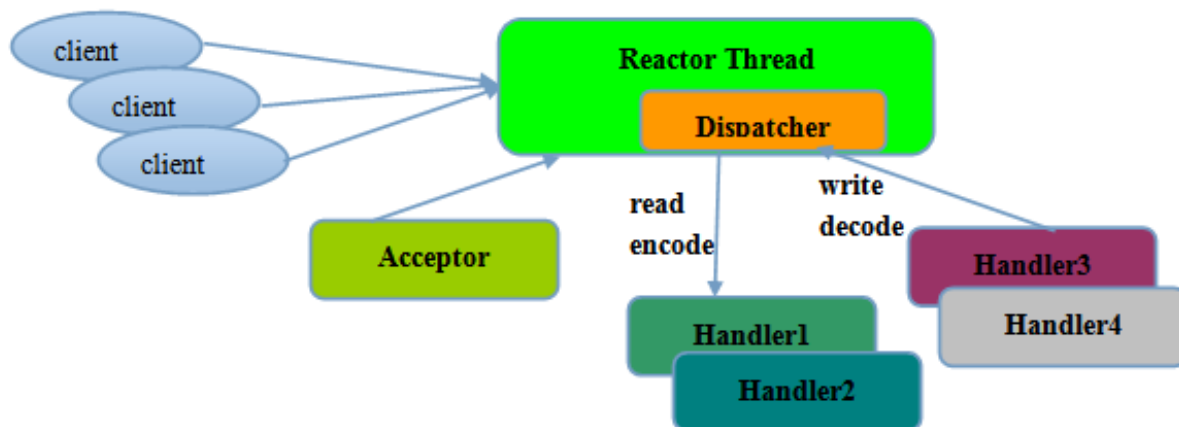 client
client
client
Reactor Thread
Dispatcher
Acceptor
read
encode
write
decode
Handler1
Handler2
Handler3
Handler4